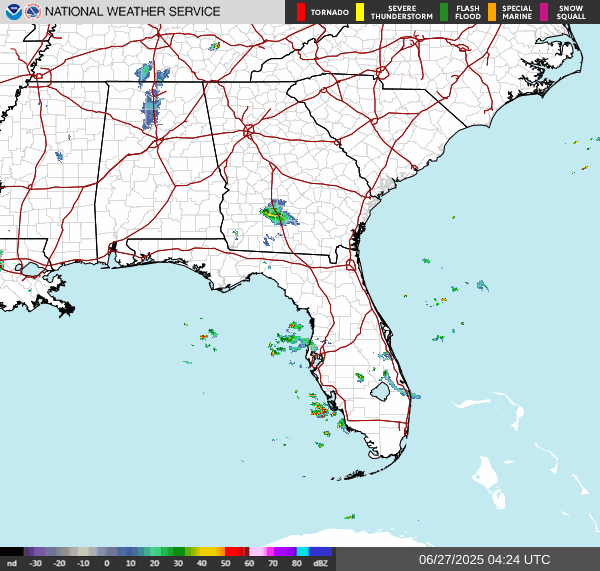 NATIONAL WEATHER SERVICE
TORNADO
SEVERE THUNDERSTORM
FLASH FLOOD
SPECIAL MARINE
SNOW SQUALL
nd -30 -20 -10 0 10 20 30 40 50 60 70 80 dBZ
06/27/2025 04:24 UTC